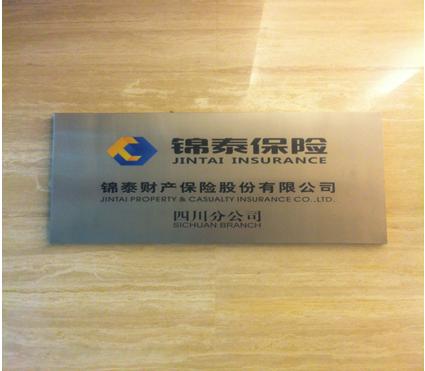 锦泰保险
JINTAI INSURANCE
锦泰财产保险股份有限公司
JINTAI PROPERTY & CASUALTY INSURANCE CO.,LTD.
四川分公司
SICHUAN BRANCH